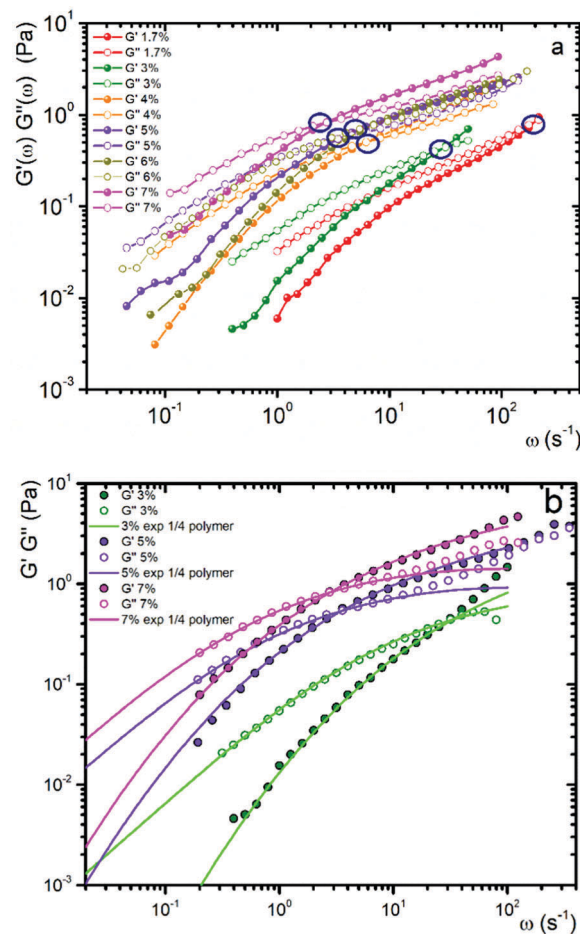 a
G'(ω) G''(ω) (Pa)
10¹
10⁰
10⁻¹
10⁻²
10⁻³
G' 1.7%
G'' 1.7%
G' 3%
G'' 3%
G' 4%
G'' 4%
G' 5%
G'' 5%
G' 6%
G'' 6%
G' 7%
G'' 7%
10⁻¹ 10⁰ 10¹ 10²
ω (s⁻¹)
b
G' G'' (Pa)
10¹
10⁰
10⁻¹
10⁻²
10⁻³
G' 3%
G'' 3%
3% exp 1/4 polymer
G' 5%
G'' 5%
5% exp 1/4 polymer
G' 7%
G'' 7%
7% exp 1/4 polymer
10⁻¹ 10⁰ 10¹ 10²
ω (s⁻¹)